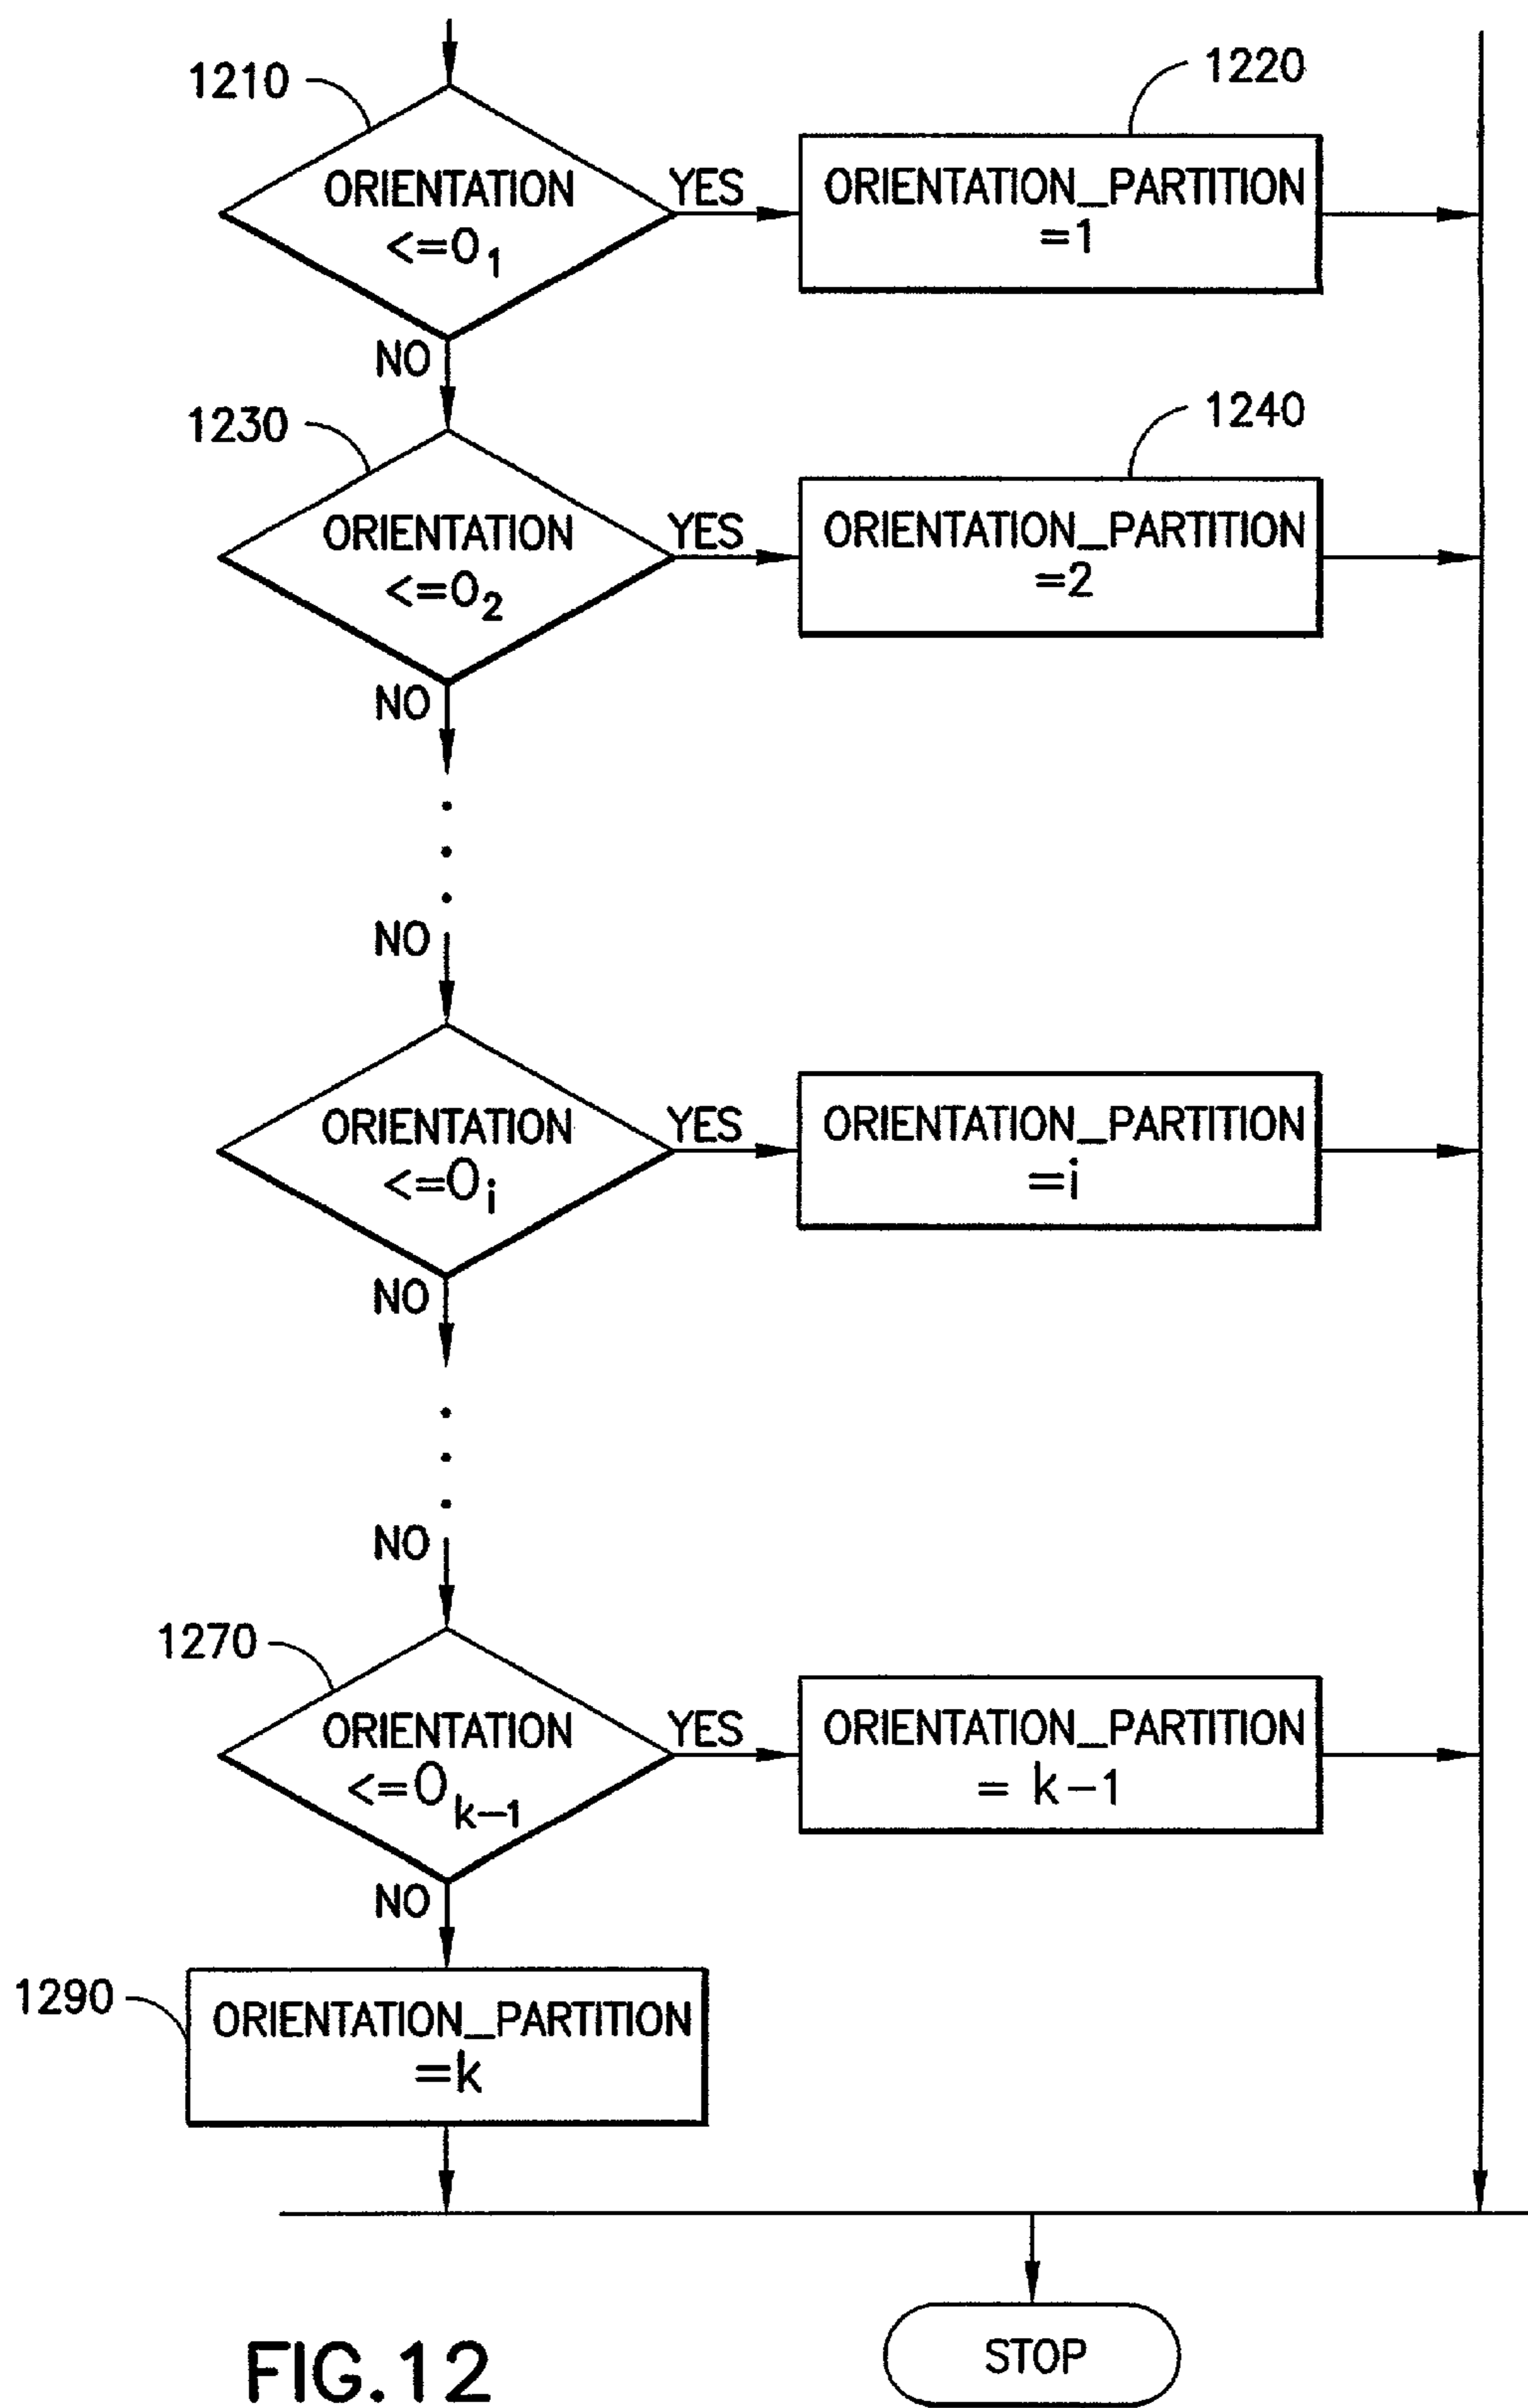 1210
1220
ORIENTATION
<=O1
YES
ORIENTATION_PARTITION
=1
NO
1230
1240
ORIENTATION
<=O2
YES
ORIENTATION_PARTITION
=2
NO
NO
ORIENTATION
<=Oi
YES
ORIENTATION_PARTITION
=i
NO
NO
1270
ORIENTATION
<=Ok-1
YES
ORIENTATION_PARTITION
= k-1
NO
1290
ORIENTATION_PARTITION
=k
STOP
FIG.12